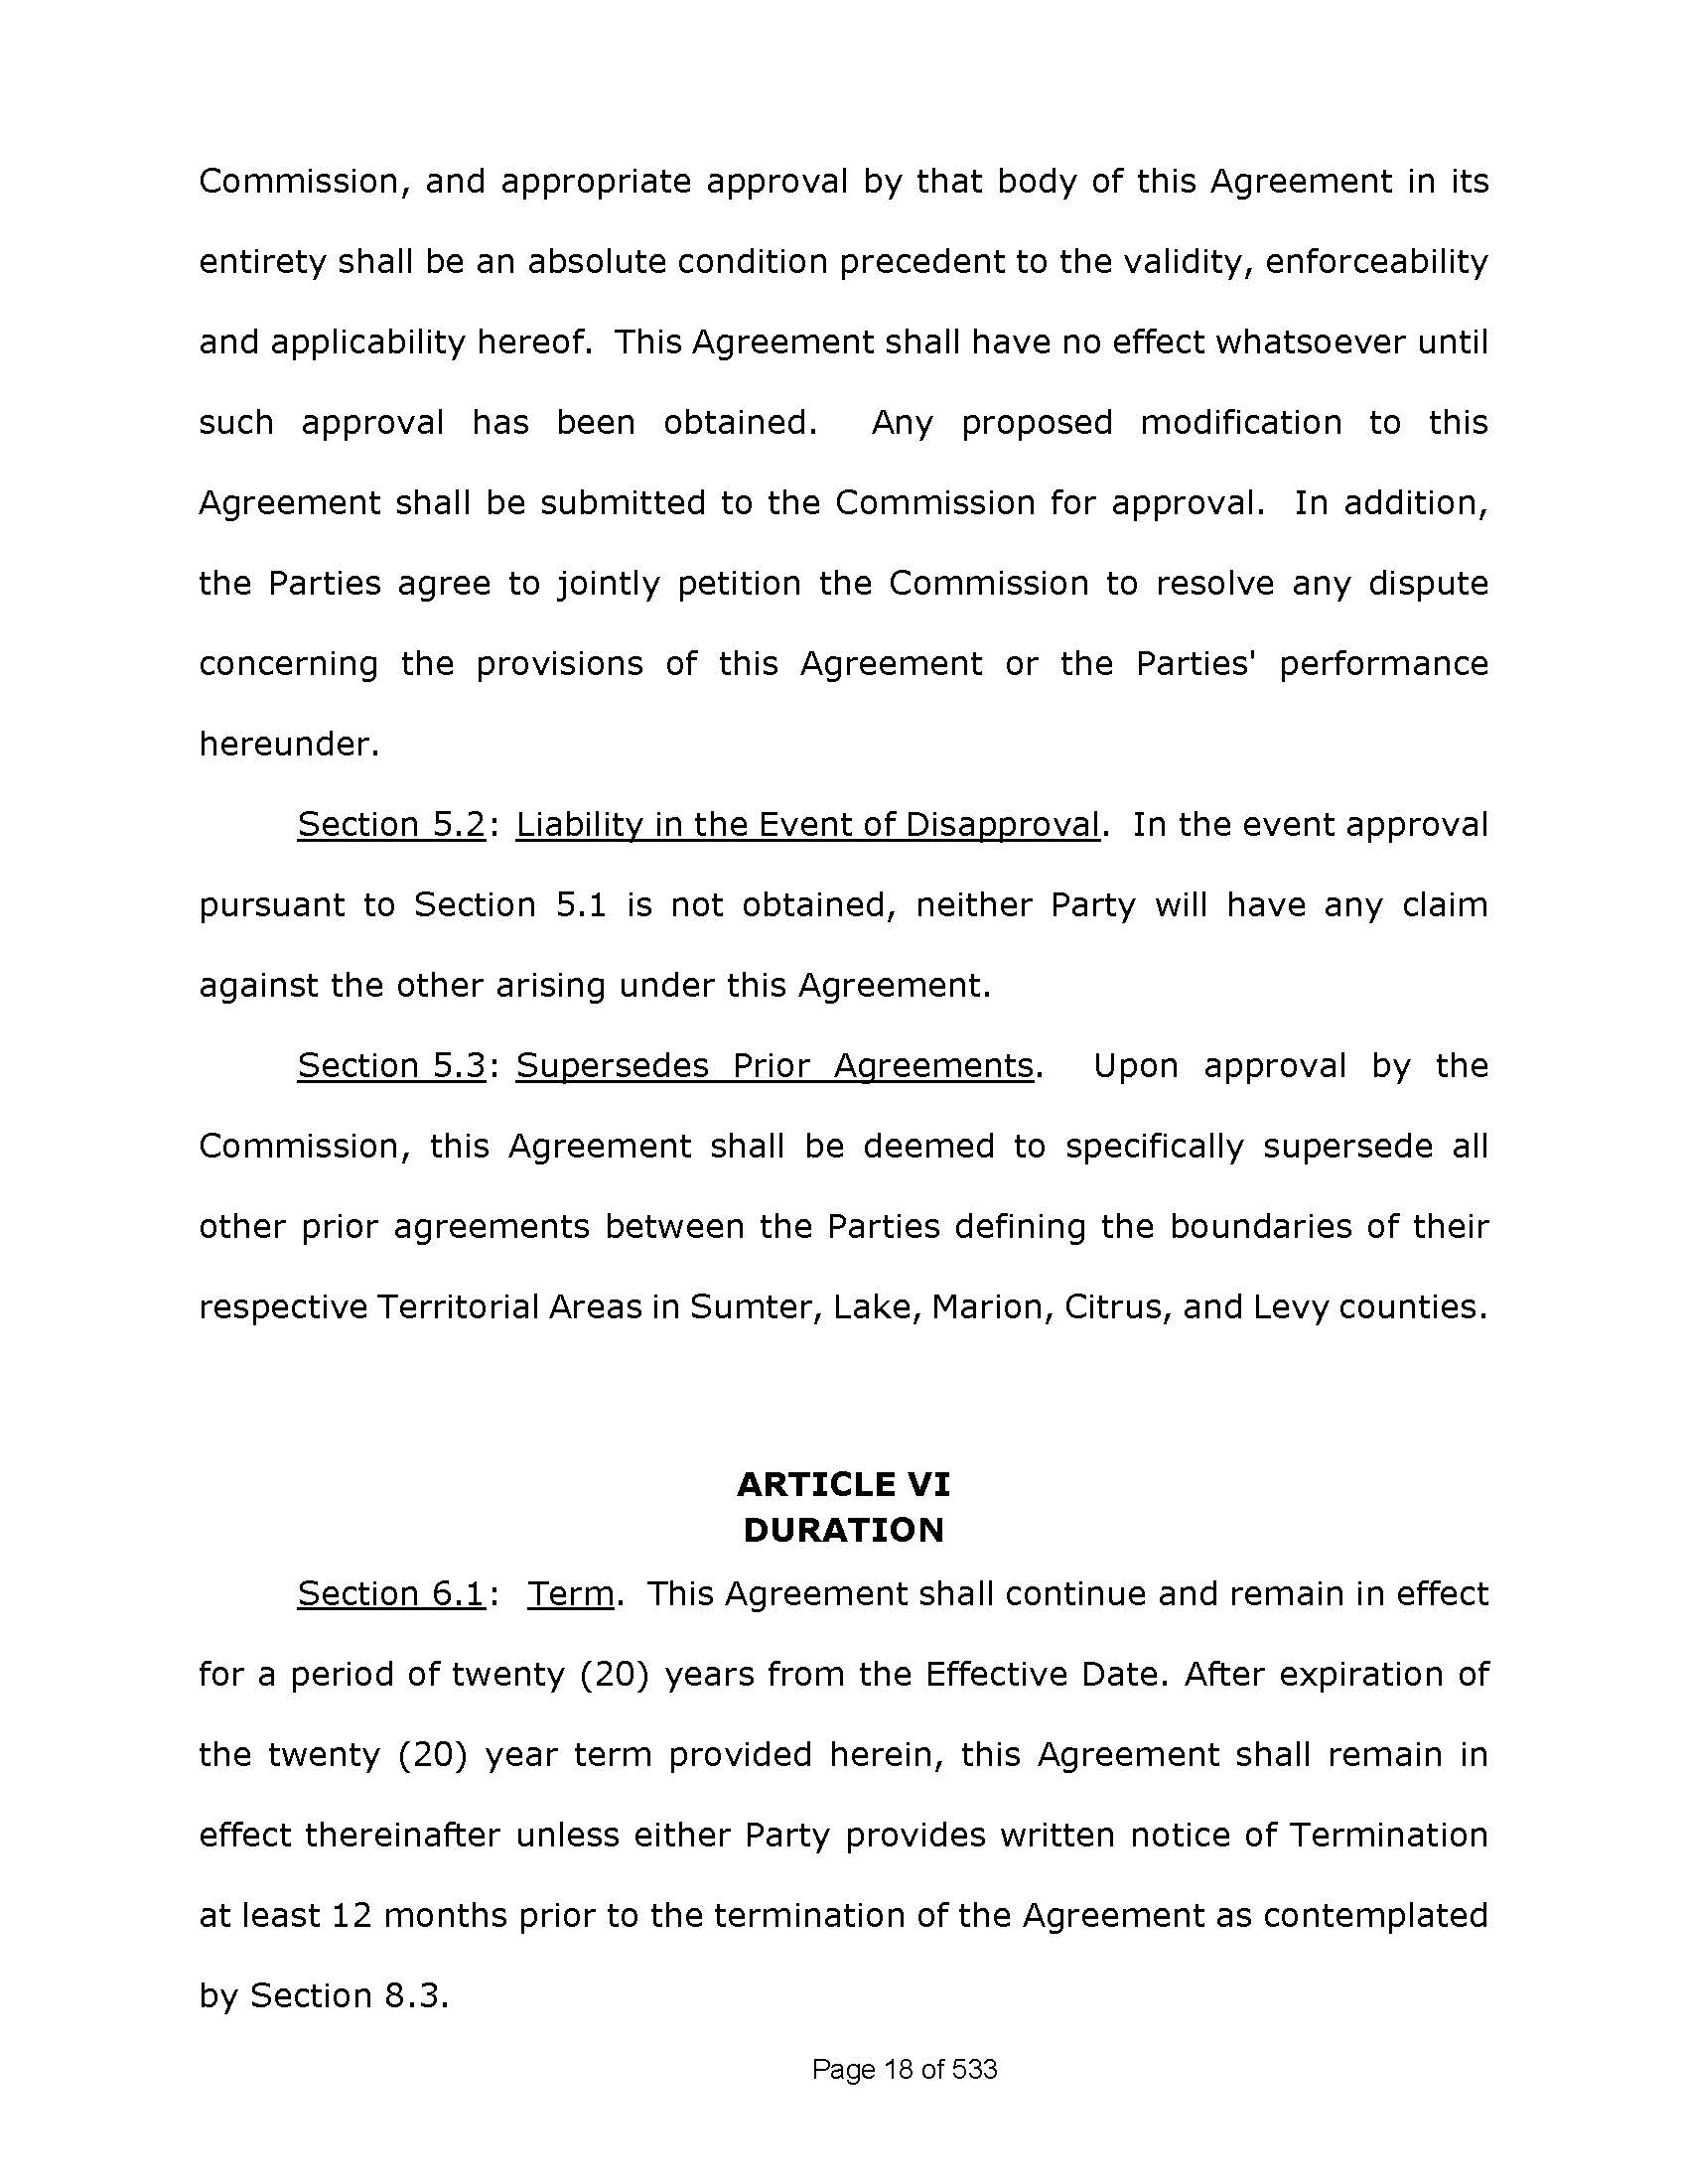 Commission, and appropriate approval by that body of this Agreement in its
entirety shall be an absolute condition precedent to the validity, enforceability
and applicability hereof.  This Agreement shall have no effect whatsoever until
such approval has been obtained.  Any proposed modification to this
Agreement shall be submitted to the Commission for approval.  In addition,
the Parties agree to jointly petition the Commission to resolve any dispute
concerning the provisions of this Agreement or the Parties' performance
hereunder.
Section 5.2: Liability in the Event of Disapproval.  In the event approval
pursuant to Section 5.1 is not obtained, neither Party will have any claim
against the other arising under this Agreement.
Section 5.3: Supersedes Prior Agreements.  Upon approval by the
Commission, this Agreement shall be deemed to specifically supersede all
other prior agreements between the Parties defining the boundaries of their
respective Territorial Areas in Sumter, Lake, Marion, Citrus, and Levy counties.
ARTICLE VI
DURATION
Section 6.1:  Term.  This Agreement shall continue and remain in effect
for a period of twenty (20) years from the Effective Date. After expiration of
the twenty (20) year term provided herein, this Agreement shall remain in
effect thereinafter unless either Party provides written notice of Termination
at least 12 months prior to the termination of the Agreement as contemplated
by Section 8.3.
Page 18 of 533